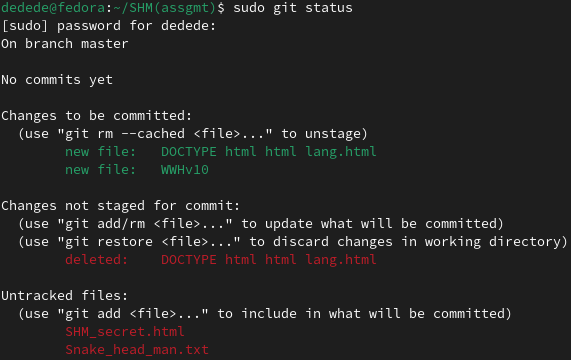 dedede@fedora:~/SHM(assgmt)$ sudo git status
[sudo] password for dedede:
On branch master
No commits yet
Changes to be committed:
(use "git rm --cached <file>..." to unstage)
new file: DOCTYPE html html lang.html
new file: WWHv10
Changes not staged for commit:
(use "git add/rm <file>..." to update what will be committed)
(use "git restore <file>..." to discard changes in working directory)
deleted: DOCTYPE html html lang.html
Untracked files:
(use "git add <file>..." to include in what will be committed)
SHM_secret.html
Snake_head_man.txt